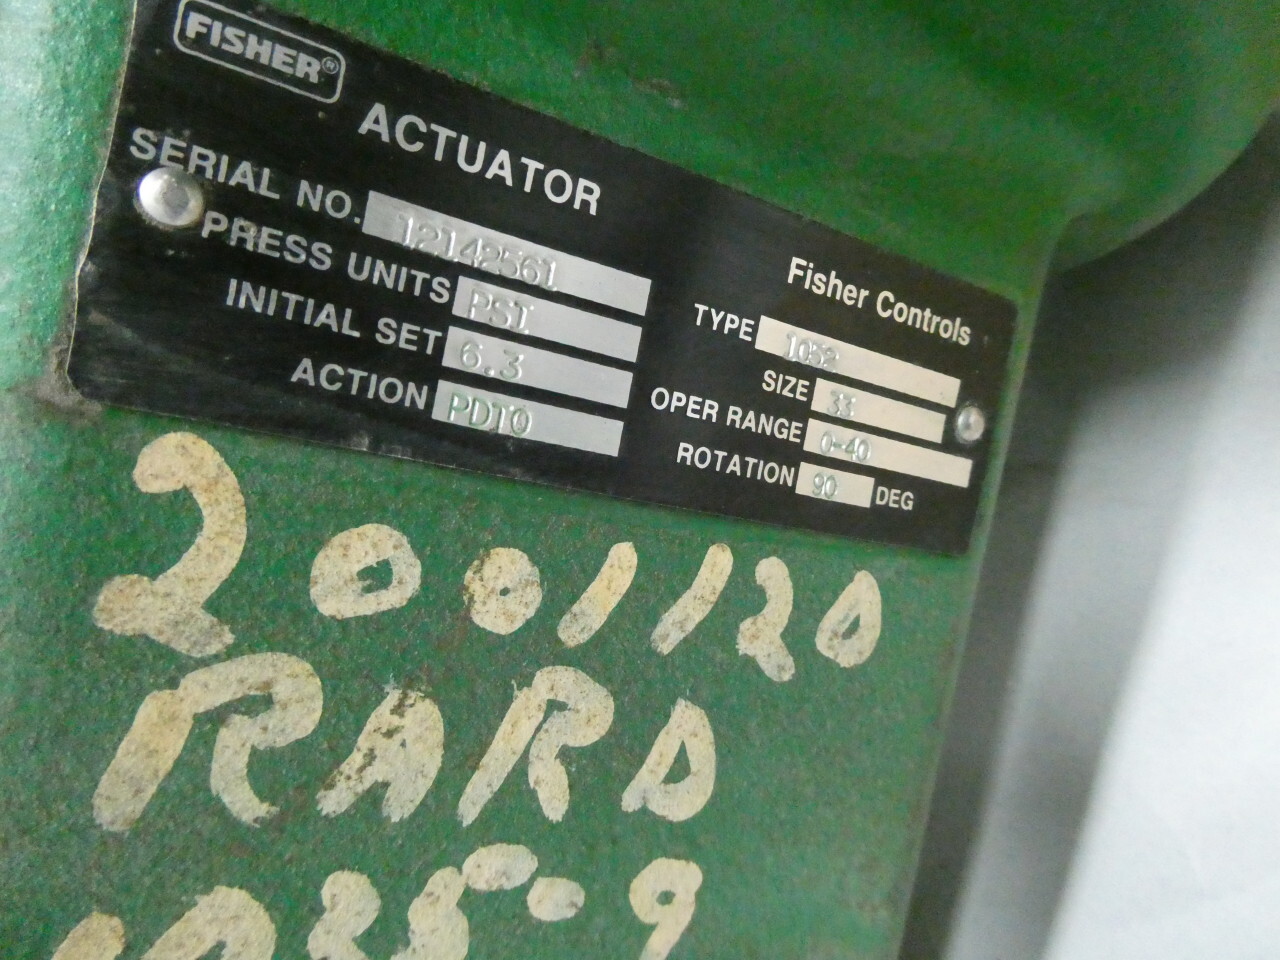 FISHER®
ACTUATOR
SERIAL NO. 12142561
PRESS UNITS PSI
INITIAL SET 6.3
ACTION PDTO
Fisher Controls
TYPE 1052
SIZE 33
OPER RANGE 0-40
ROTATION 90 DEG
2001120
RARD